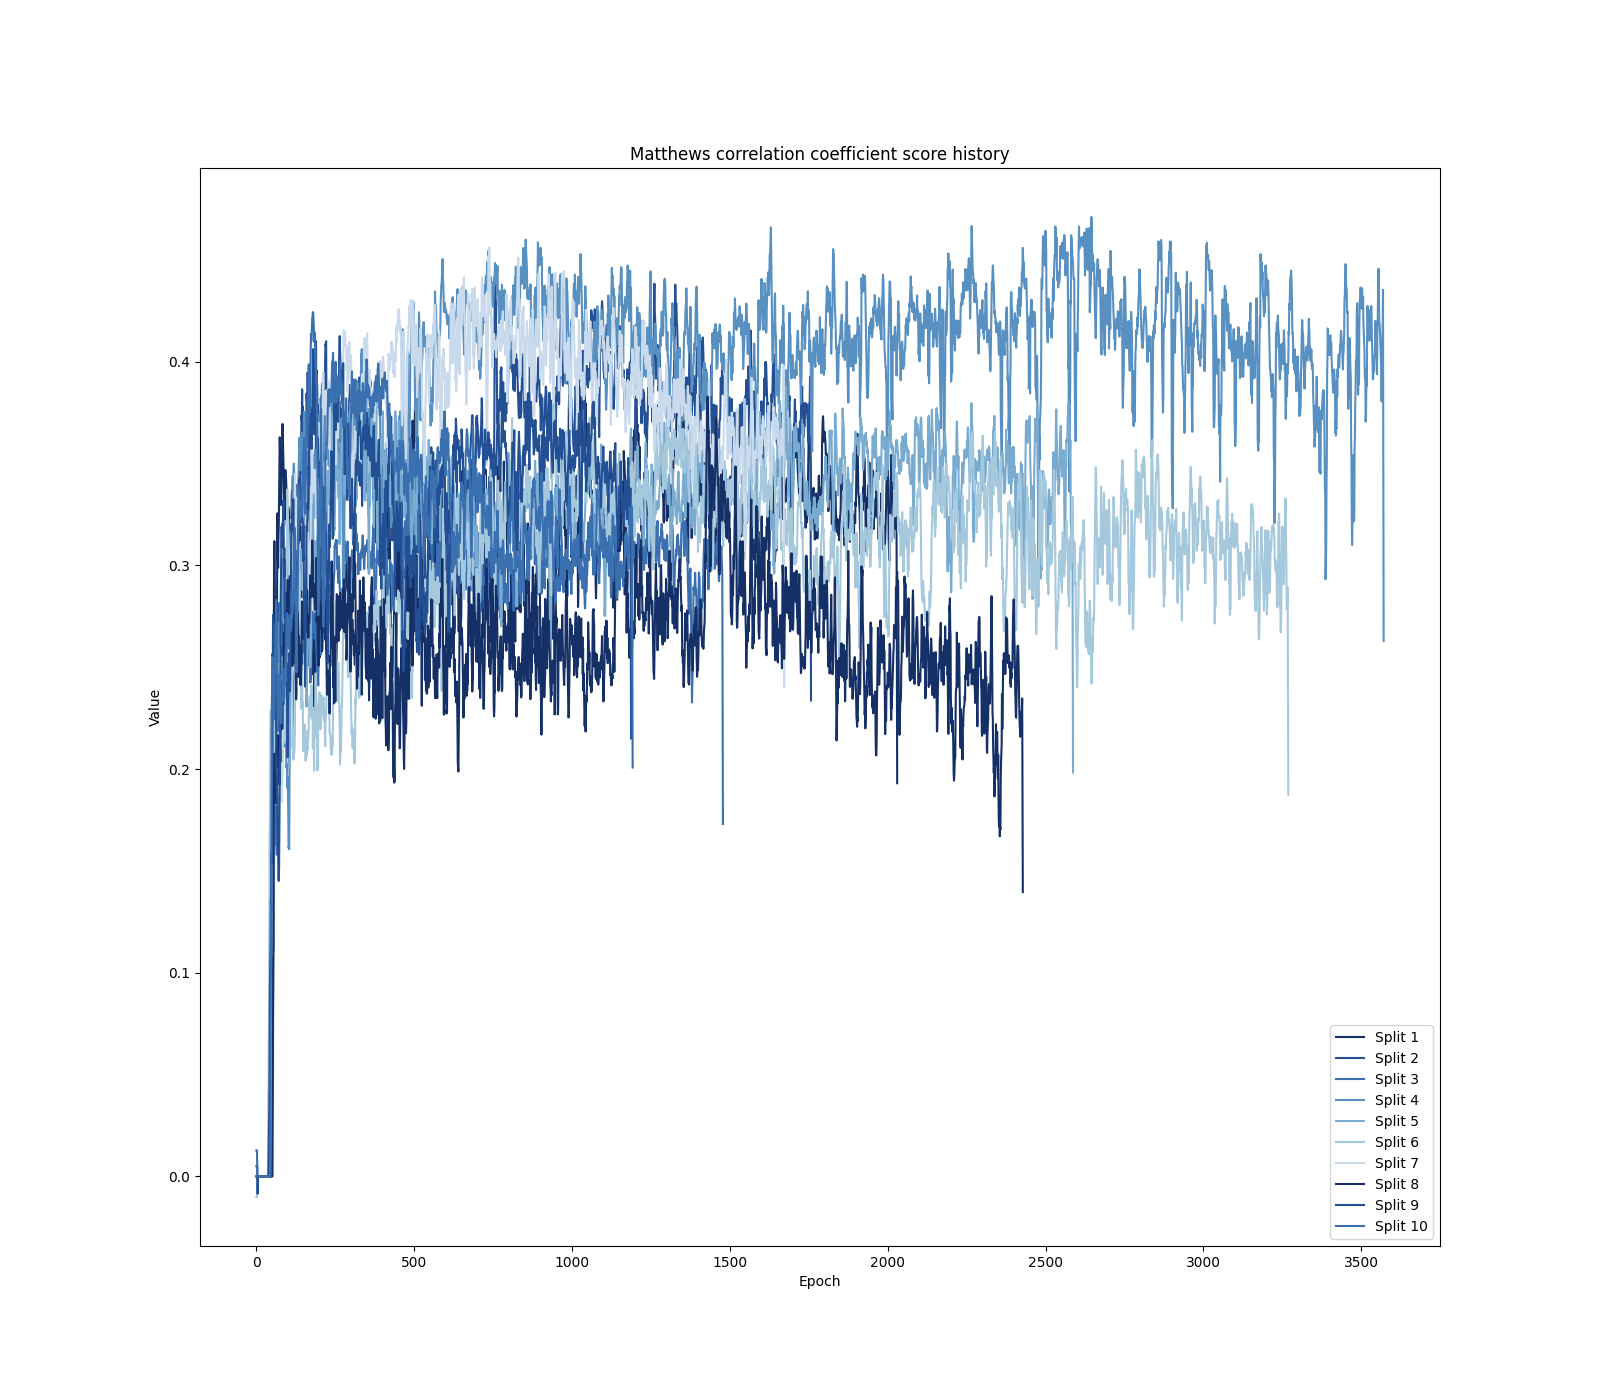 Matthews correlation coefficient score history
Value
0.4
0.3
0.2
0.1
0.0
0 500 1000 1500 2000 2500 3000 3500
Epoch
Split 1
Split 2
Split 3
Split 4
Split 5
Split 6
Split 7
Split 8
Split 9
Split 10